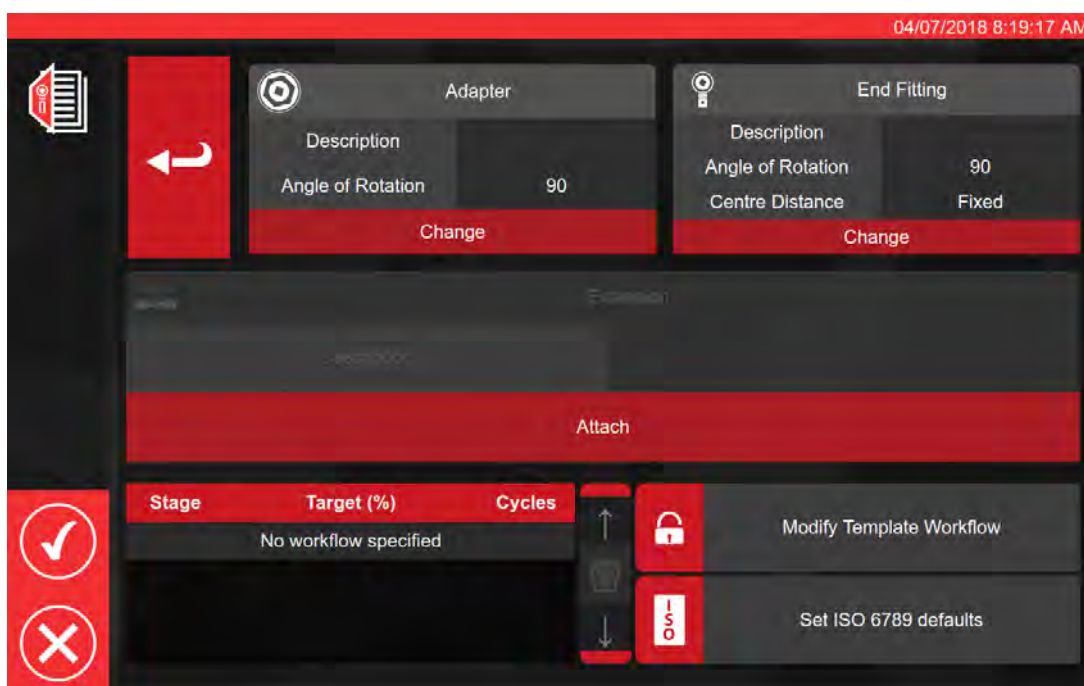 04/07/2018 8:19:17 AM
Adapter
Description
Angle of Rotation 90
Change
End Fitting
Description
Angle of Rotation 90
Centre Distance Fixed
Change
Extension
Attach
Stage Target (%) Cycles
No workflow specified
Modify Template Workflow
ISO
Set ISO 6789 defaults